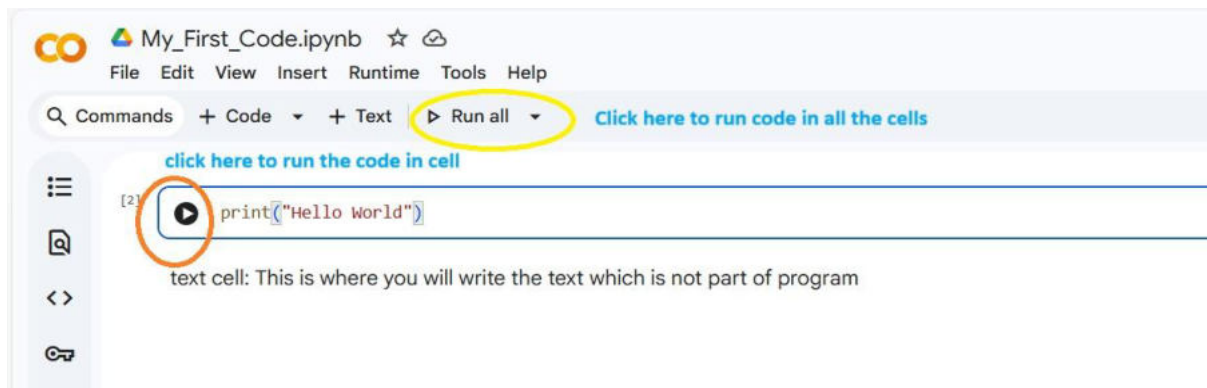 CO My_First_Code.ipynb
File Edit View Insert Runtime Tools Help
Commands + Code + Text Run all Click here to run code in all the cells
click here to run the code in cell
[2] print("Hello World")
text cell: This is where you will write the text which is not part of program